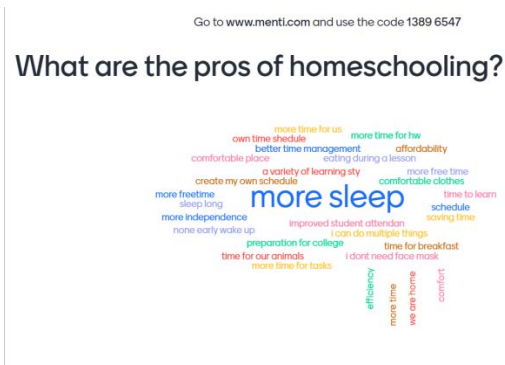 Go to www.menti.com and use the code 1389 6547
What are the pros of homeschooling?
more time for us
own time shedule
more time for hw
better time management
affordability
comfortable place
eating during a lesson
a variety of learning sty
more free time
create my own schedule
comfortable clothes
more freetime
more sleep
time to learn
sleep long
schedule
more independence
saving time
improved student attendan
none early wake up
i can do multiple things
preparation for college
time for breakfast
time for our animals
i dont need face mask
more time for tasks
efficiency
more time
we are home
comfort